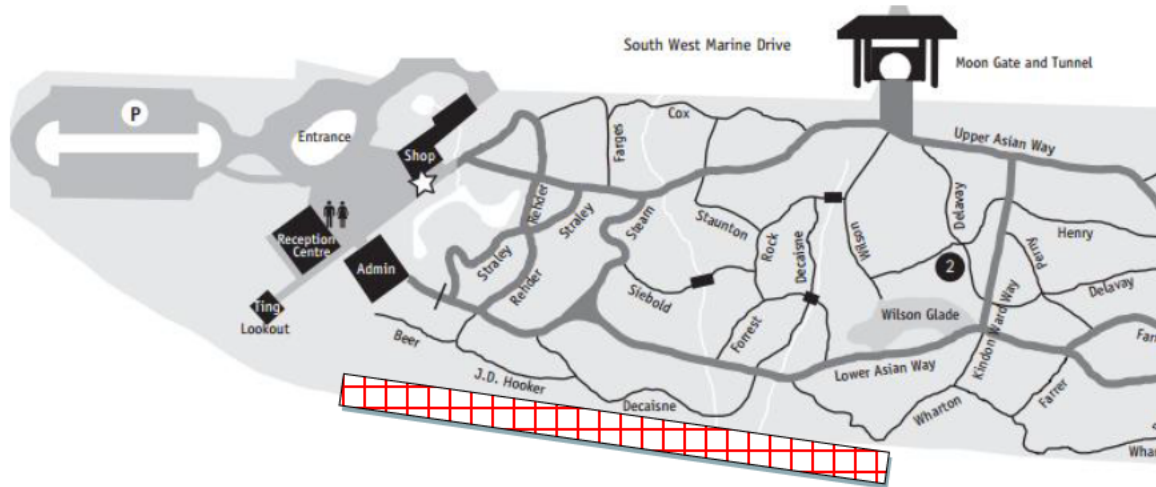 South West Marine Drive
Moon Gate and Tunnel
P
Entrance
Shop
Cox
Farges
Upper Asian Way
Rehder
Straley
Steam
Staunton
Rock
Decaisne
Wilson
Delavay
Henry
Perry
2
Reception
Centre
Admin
Straley
Rehder
Siebold
Delavay
Ting
Lookout
Wilson Glade
Beer
Forrest
Kindon Ward Way
Lower Asian Way
J.D. Hooker
Decaisne
Wharton
Farrer